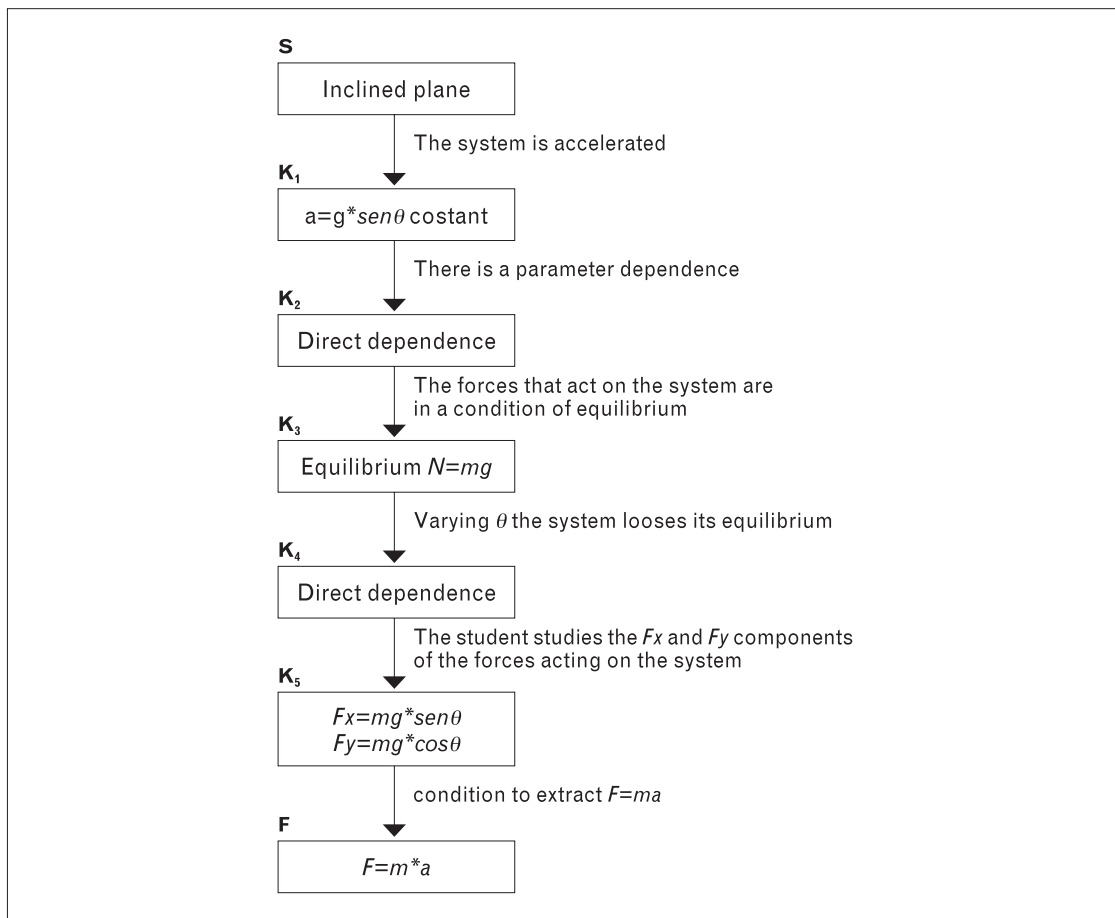 S
Inclined plane
The system is accelerated
K₁
a=g*senθ costant
There is a parameter dependence
K₂
Direct dependence
The forces that act on the system are
in a condition of equilibrium
K₃
Equilibrium N=mg
Varying θ the system looses its equilibrium
K₄
Direct dependence
The student studies the Fx and Fy components
of the forces acting on the system
K₅
Fx=mg*senθ
Fy=mg*cosθ
condition to extract F=ma
F
F=m*a